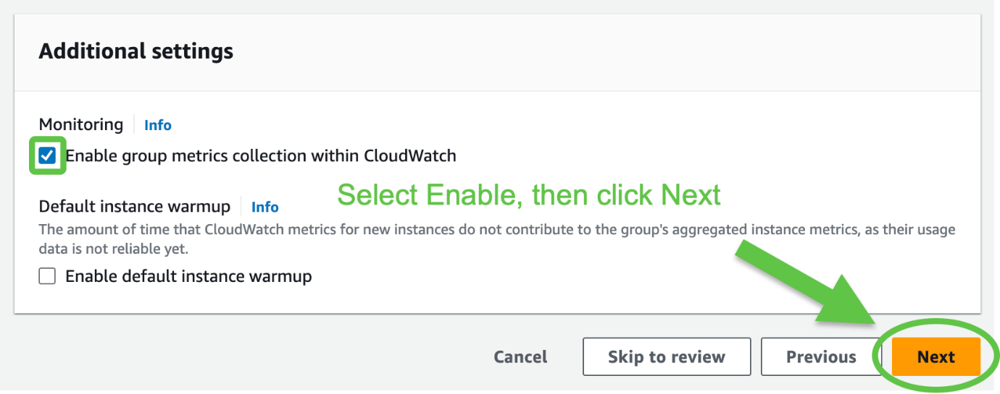 Additional settings
Monitoring Info
Enable group metrics collection within CloudWatch
Select Enable, then click Next
Default instance warmup Info
The amount of time that CloudWatch metrics for new instances do not contribute to the group's aggregated instance metrics, as their usage
data is not reliable yet.
Enable default instance warmup
Cancel Skip to review Previous Next